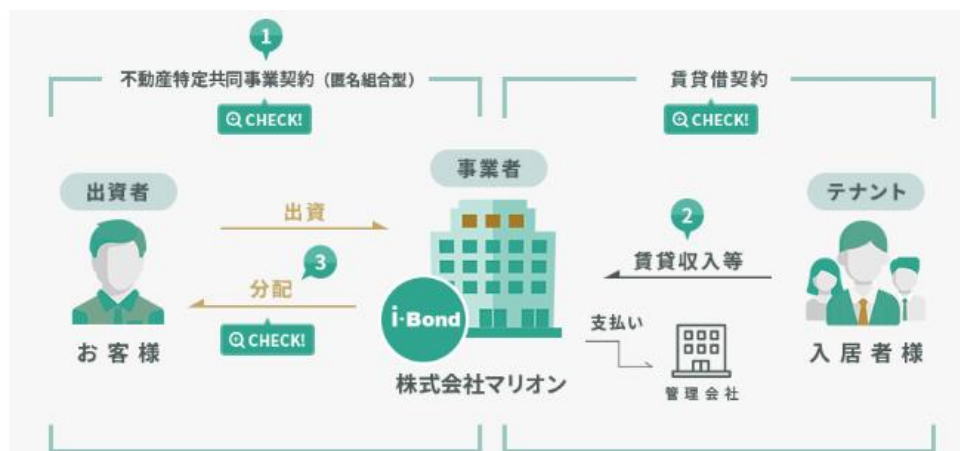 1
不動産特定共同事業契約（匿名組合型）
賃貸借契約
CHECK!
CHECK!
事業者
出資者
テナント
出資
2
賃貸収入等
3
分配
i·Bond
支払い
CHECK!
お客様
入居者様
株式会社マリオン
管理会社